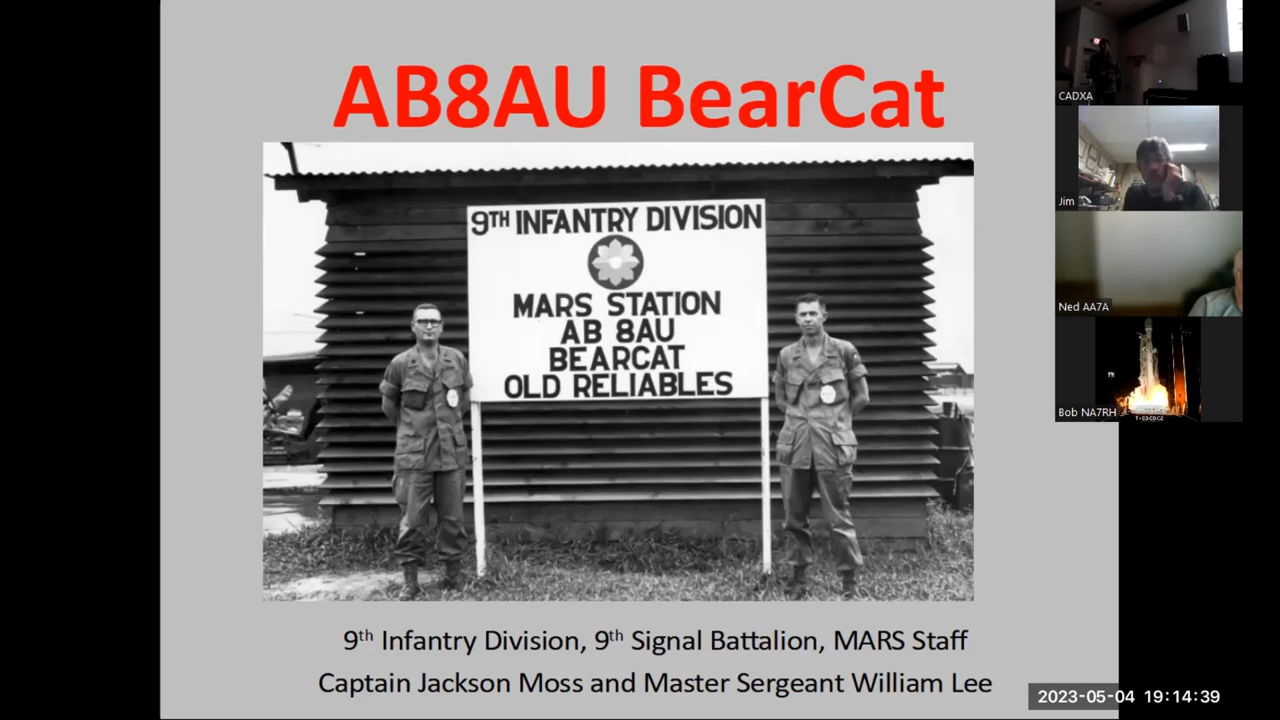 AB8AU BearCat
9TH INFANTRY DIVISION
MARS STATION
AB 8AU
BEARCAT
OLD RELIABLES
9th Infantry Division, 9th Signal Battalion, MARS Staff
Captain Jackson Moss and Master Sergeant William Lee
CADXA
Jim
Ned AA7A
Bob NA7RH
2023-05-04 19:14:39